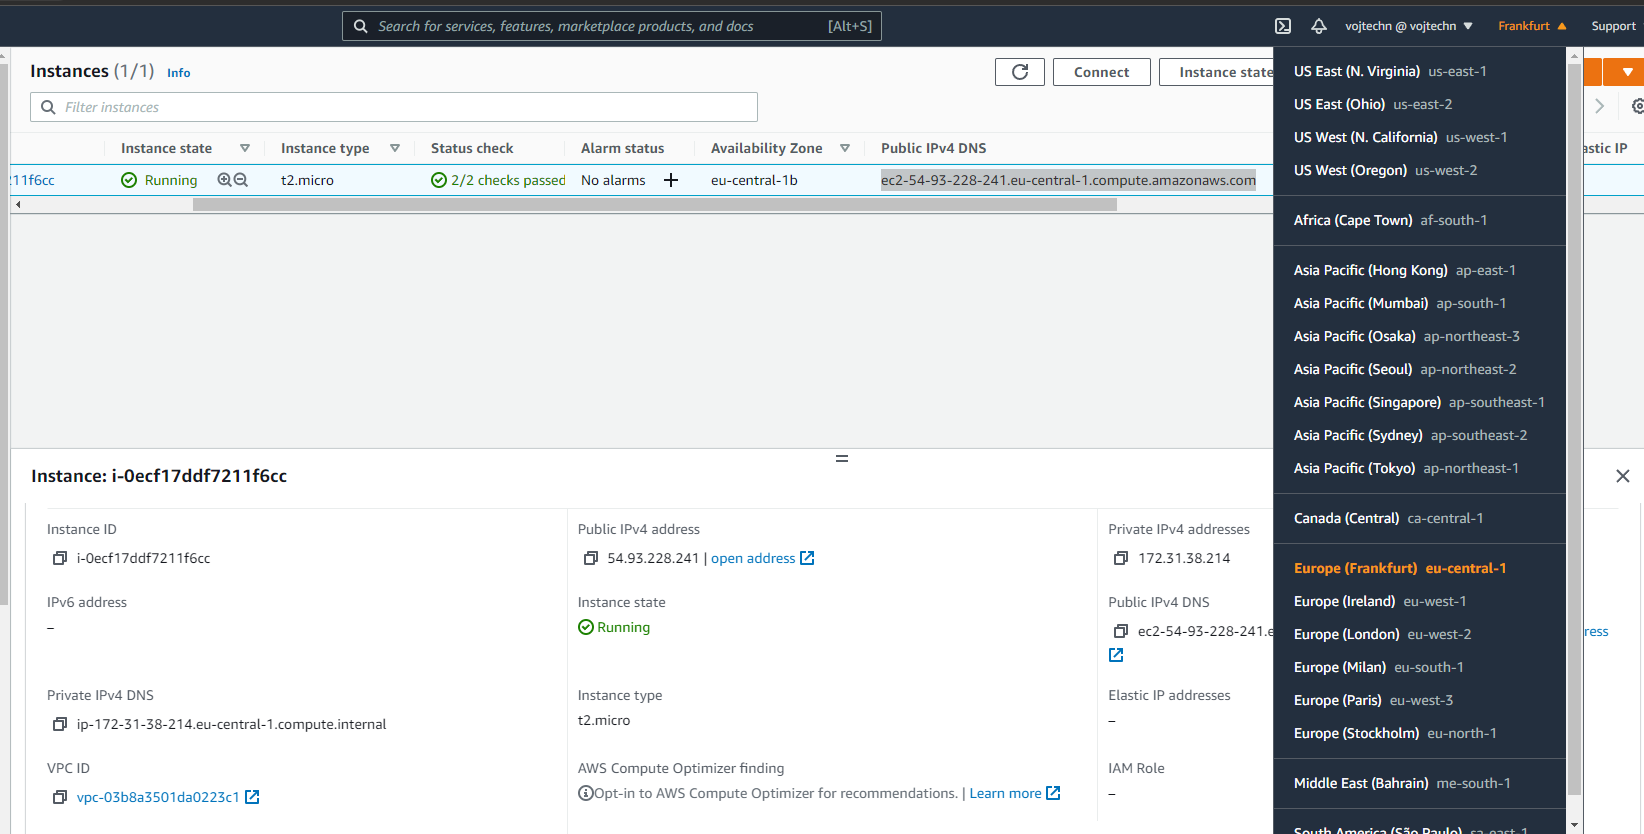 Search for services, features, marketplace products, and docs [Alt+S]
vojtechn @ vojtechn Frankfurt Support
Instances (1/1) Info
Connect
Instance state
Filter instances
Instance state Instance type Status check Alarm status Availability Zone Public IPv4 DNS astic IP
11f6cc Running t2.micro 2/2 checks passed No alarms + eu-central-1b ec2-54-93-228-241.eu-central-1.compute.amazonaws.com
US East (N. Virginia) us-east-1
US East (Ohio) us-east-2
US West (N. California) us-west-1
US West (Oregon) us-west-2
Africa (Cape Town) af-south-1
Asia Pacific (Hong Kong) ap-east-1
Asia Pacific (Mumbai) ap-south-1
Asia Pacific (Osaka) ap-northeast-3
Asia Pacific (Seoul) ap-northeast-2
Asia Pacific (Singapore) ap-southeast-1
Asia Pacific (Sydney) ap-southeast-2
Asia Pacific (Tokyo) ap-northeast-1
Canada (Central) ca-central-1
Europe (Frankfurt) eu-central-1
Europe (Ireland) eu-west-1
Europe (London) eu-west-2
Europe (Milan) eu-south-1
Europe (Paris) eu-west-3
Europe (Stockholm) eu-north-1
Middle East (Bahrain) me-south-1
South America (São Paulo) sa-east-1
Instance: i-0ecf17ddf7211f6cc
Instance ID
i-0ecf17ddf7211f6cc
Public IPv4 address
54.93.228.241 | open address
Private IPv4 addresses
172.31.38.214
IPv6 address
–
Instance state
Running
Public IPv4 DNS
ec2-54-93-228-241.e ress
Private IPv4 DNS
ip-172-31-38-214.eu-central-1.compute.internal
Instance type
t2.micro
Elastic IP addresses
–
VPC ID
vpc-03b8a3501da0223c1
AWS Compute Optimizer finding
Opt-in to AWS Compute Optimizer for recommendations. | Learn more
IAM Role
–